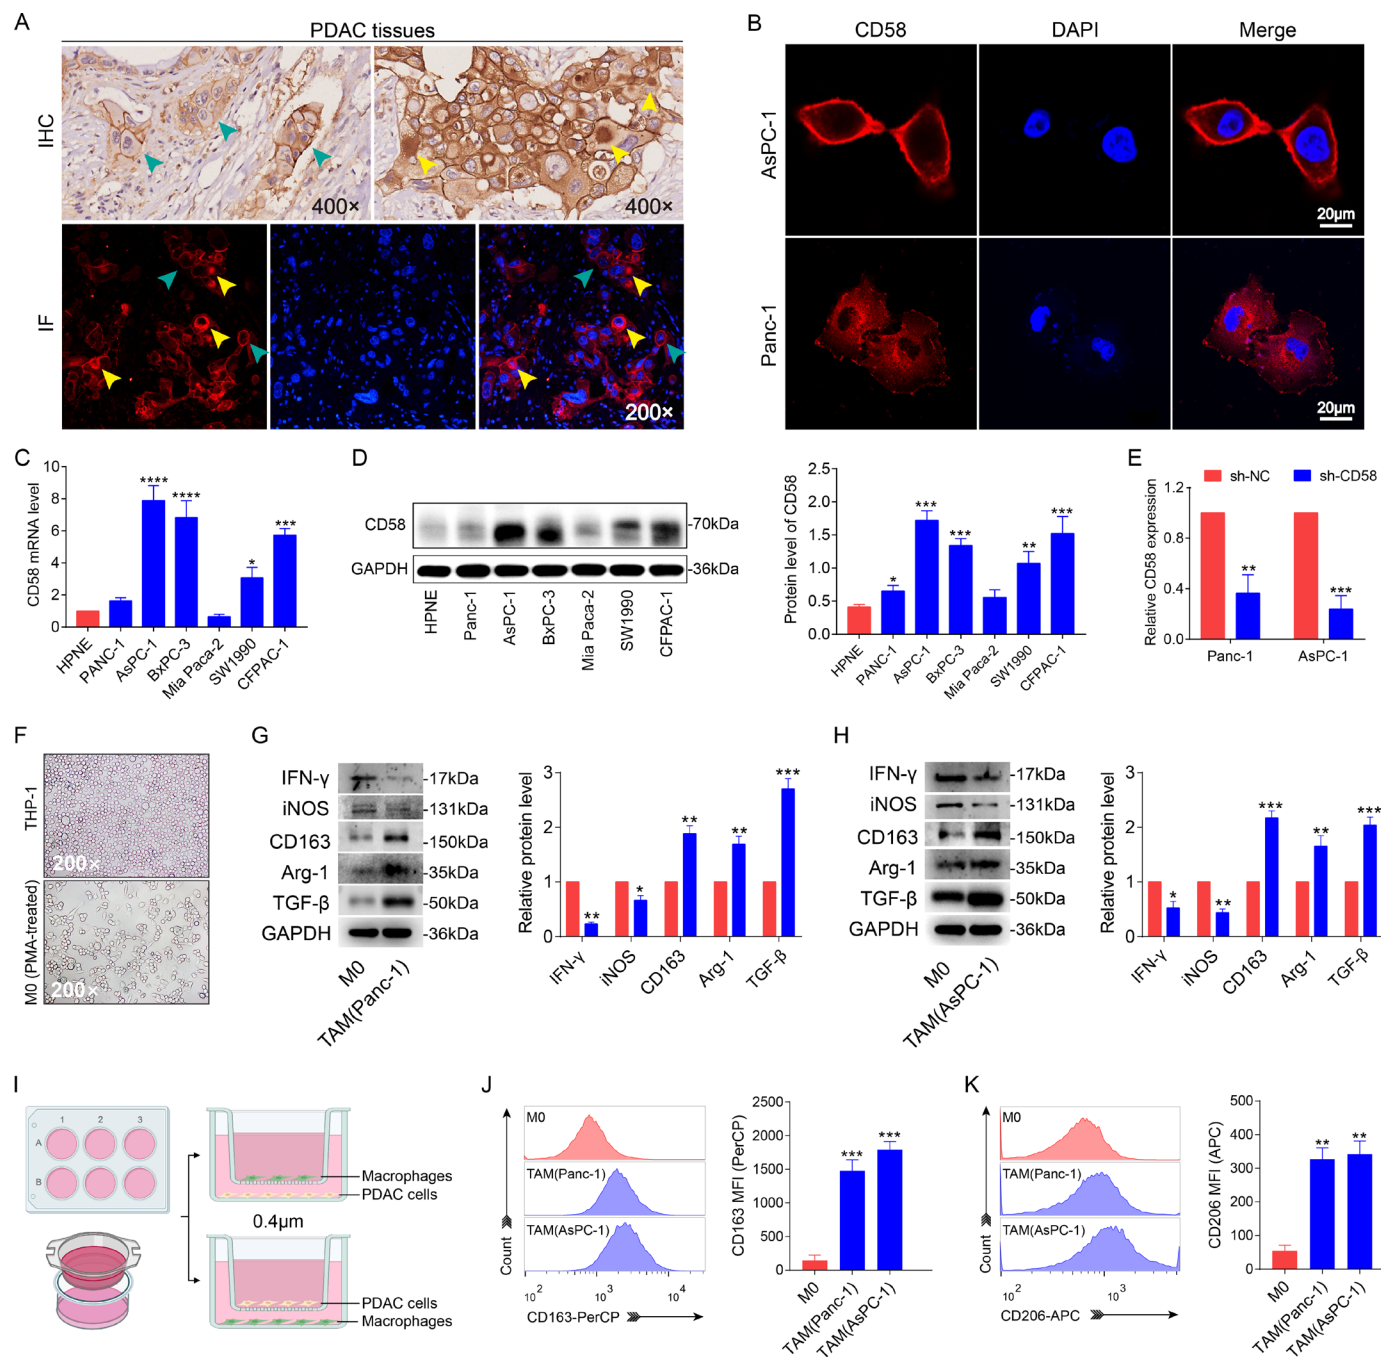 A
PDAC tissues
IHC
400×
400×
IF
200×
B
CD58
DAPI
Merge
AsPC-1
20μm
Panc-1
20μm
C
CD58 mRNA level
10
8
6
4
2
0
****
****
*
***
HPNE
PANC-1
AsPC-1
BxPC-3
Mia Paca-2
SW1990
CFPAC-1
D
CD58
-70kDa
GAPDH
-36kDa
HPNE
Panc-1
AsPC-1
BxPC-3
Mia Paca-2
SW1990
CFPAC-1
Protein level of CD58
2.5
2.0
1.5
1.0
0.5
0.0
*
***
***
**
***
HPNE
PANC-1
AsPC-1
BxPC-3
Mia Paca-2
SW1990
CFPAC-1
E
sh-NC
sh-CD58
Relative CD58 expression
1.2
0.8
0.4
0
**
***
Panc-1
AsPC-1
F
THP-1
200×
M0 (PMA-treated)
200×
G
IFN-γ
-17kDa
iNOS
-131kDa
CD163
-150kDa
Arg-1
-35kDa
TGF-β
-50kDa
GAPDH
-36kDa
M0
TAM(Panc-1)
Relative protein level
3
2
1
0
**
*
**
**
***
IFN-γ
iNOS
CD163
Arg-1
TGF-β
H
IFN-γ
-17kDa
iNOS
-131kDa
CD163
-150kDa
Arg-1
-35kDa
TGF-β
-50kDa
GAPDH
-36kDa
M0
TAM(AsPC-1)
Relative protein level
3
2
1
0
*
**
***
**
***
IFN-γ
iNOS
CD163
Arg-1
TGF-β
I
1 2 3
A
B
Macrophages
PDAC cells
0.4μm
PDAC cells
Macrophages
J
M0
TAM(Panc-1)
TAM(AsPC-1)
Count
10² 10³ 10⁴
CD163-PerCP
CD163 MFI (PerCP)
2500
2000
1500
1000
500
0
***
***
M0
TAM(Panc-1)
TAM(AsPC-1)
K
M0
TAM(Panc-1)
TAM(AsPC-1)
Count
10² 10³
CD206-APC
CD206 MFI (APC)
500
400
300
200
100
0
**
**
M0
TAM(Panc-1)
TAM(AsPC-1)